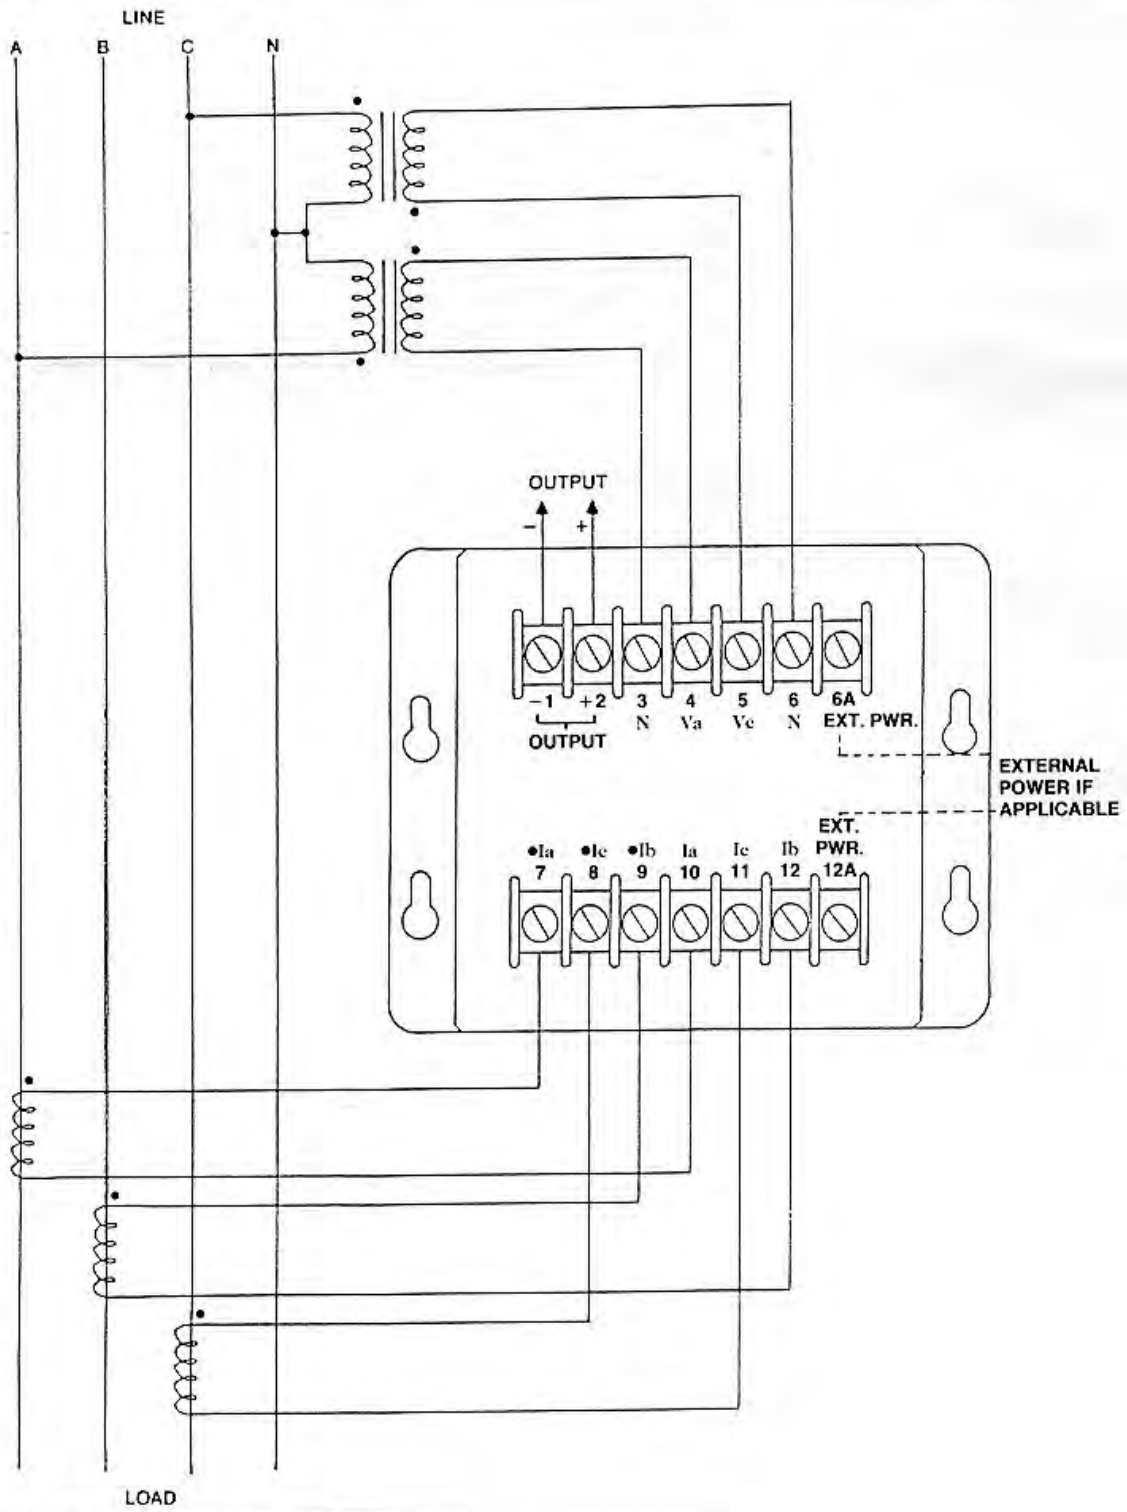 LINE
A B C N
OUTPUT
- +
-1 +2 3 4 5 6 6A
N Va Vc N EXT. PWR.
OUTPUT
EXTERNAL
POWER IF
APPLICABLE
EXT.
PWR.
•Ia •Ic •Ib Ia Ic Ib
7 8 9 10 11 12 12A
LOAD